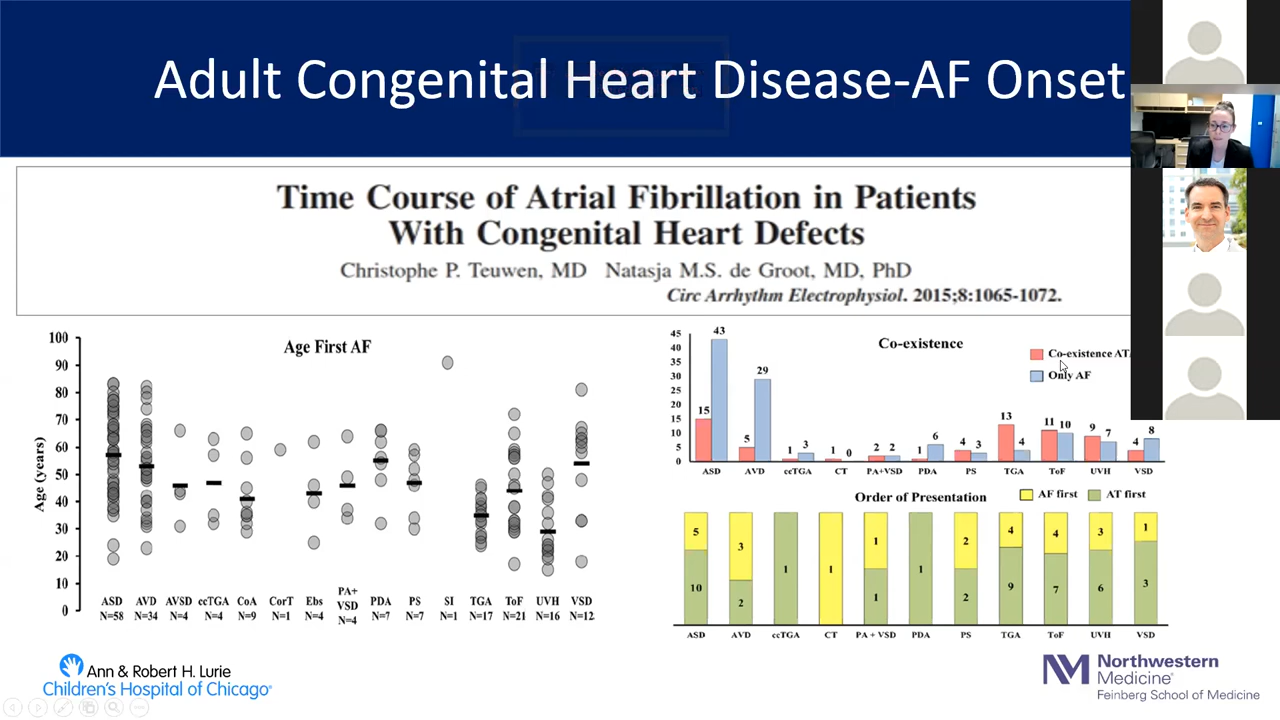 Adult Congenital Heart Disease-AF Onset
Time Course of Atrial Fibrillation in Patients
With Congenital Heart Defects
Christophe P. Teuwen, MD Natasja M.S. de Groot, MD, PhD
Circ Arrhythm Electrophysiol. 2015;8:1065-1072.
Age First AF
Age (years)
100
90
80
70
60
50
40
30
20
10
0
ASD AVD AVSD ccTGA CoA CorT Ebs PA+ VSD PDA PS SI TGA ToF UVH VSD
N=58 N=34 N=4 N=4 N=9 N=1 N=4 N=4 N=7 N=7 N=1 N=17 N=21 N=16 N=12
Co-existence
Co-existence AT
Only AF
45
40
35
30
25
20
15
10
5
15 43 5 29 1 3 1 0 2 2 1 6 4 3 13 4 11 10 9 7 4 8
ASD AVD ccTGA CT PA+VSD PDA PS TGA ToF UVH VSD
Order of Presentation
AF first AT first
5 3 1 2 4 4 3 1
10 2 1 1 1 1 2 9 7 6 3
ASD AVD ccTGA CT PA + VSD PDA PS TGA ToF UVH VSD
Ann & Robert H. Lurie
Children's Hospital of Chicago®
NM Northwestern
Medicine®
Feinberg School of Medicine